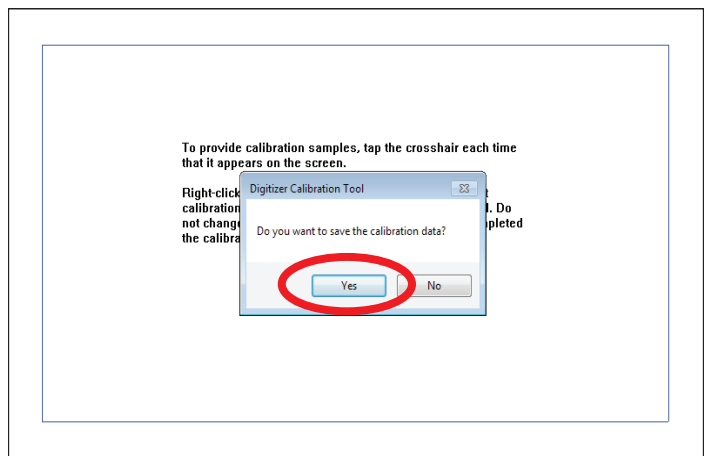 To provide calibration samples, tap the crosshair each time
that it appears on the screen.
Right-click
calibration l. Do
not change pleted
the calibra
Digitizer Calibration Tool
Do you want to save the calibration data?
Yes No